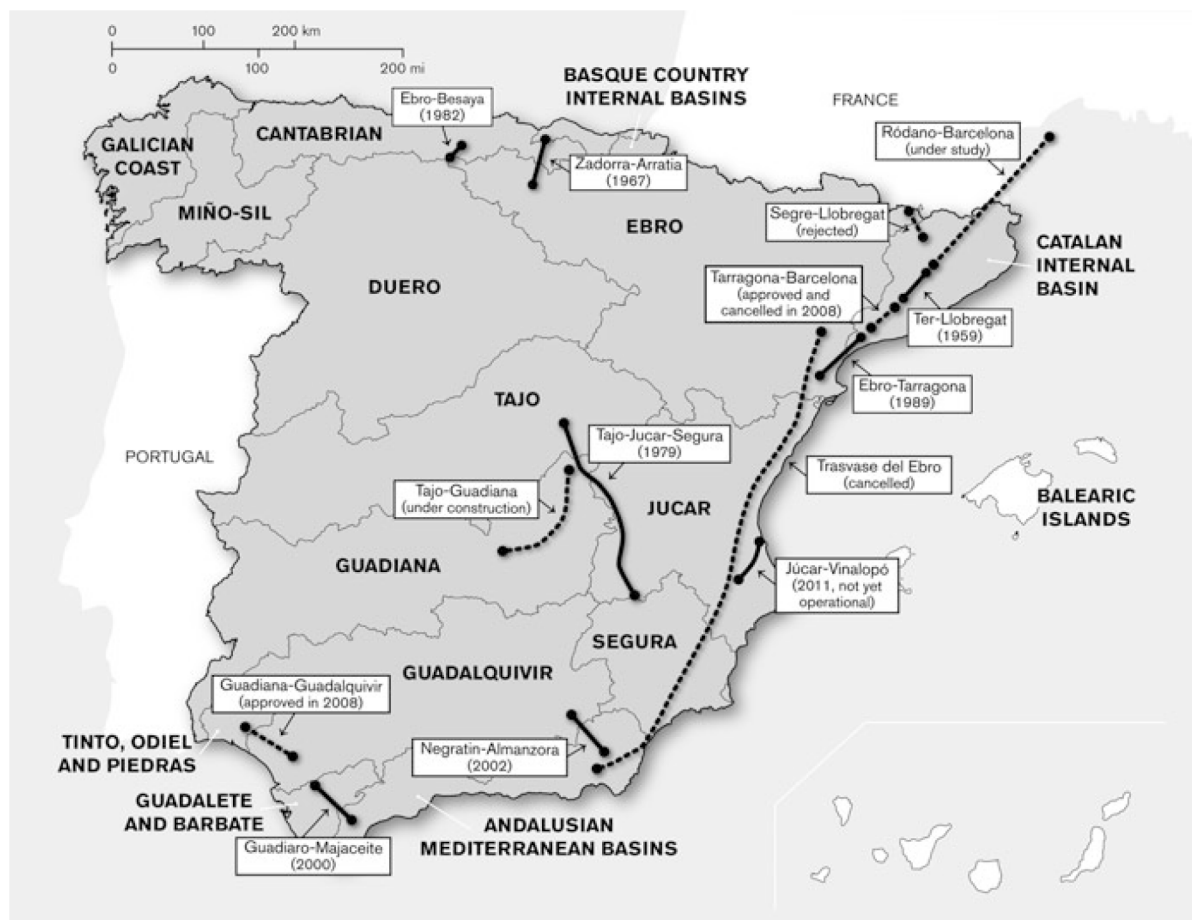 0 100 200 km
0 100 200 mi
BASQUE COUNTRY
INTERNAL BASINS
FRANCE
Ebro-Besaya
(1982)
CANTABRIAN
GALICIAN
COAST
Ródano-Barcelona
(under study)
Zadorra-Arratia
(1967)
MIÑO-SIL
EBRO
Segre-Llobregat
(rejected)
CATALAN
INTERNAL
BASIN
DUERO
Tarragona-Barcelona
(approved and
cancelled in 2008)
Ter-Llobregat
(1959)
Ebro-Tarragona
(1989)
TAJO
Tajo-Jucar-Segura
(1979)
PORTUGAL
Trasvase del Ebro
(cancelled)
Tajo-Guadiana
(under construction)
JUCAR
BALEARIC
ISLANDS
GUADIANA
Júcar-Vinalopó
(2011, not yet
operational)
SEGURA
GUADALQUIVIR
Guadiana-Guadalquivir
(approved in 2008)
TINTO, ODIEL
AND PIEDRAS
Negratin-Almanzora
(2002)
GUADALETE
AND BARBATE
ANDALUSIAN
MEDITERRANEAN BASINS
Guadiaro-Majaceite
(2000)